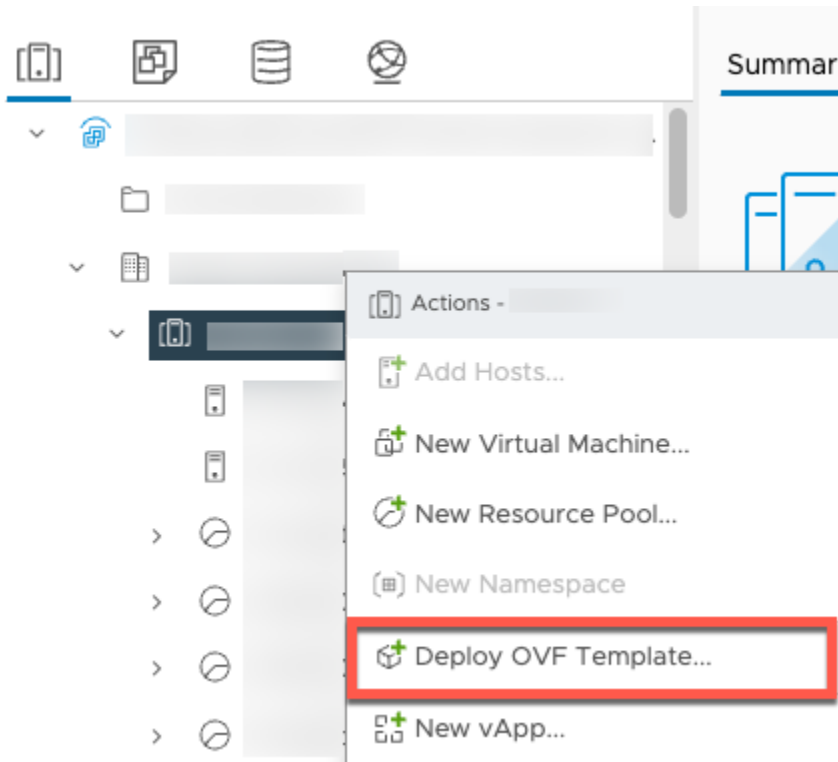 Summar
Actions -
Add Hosts...
New Virtual Machine...
New Resource Pool...
New Namespace
Deploy OVF Template...
New vApp...